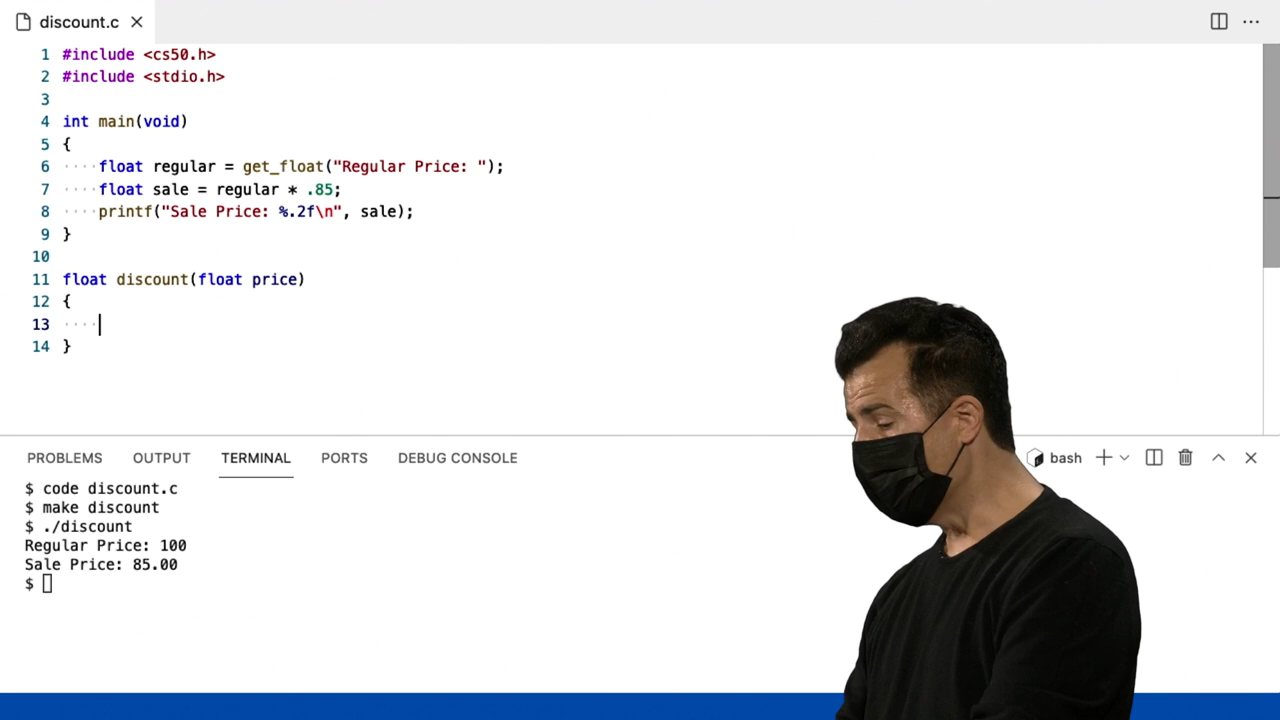 discount.c
1 #include <cs50.h>
2 #include <stdio.h>
3
4 int main(void)
5 {
6 float regular = get_float("Regular Price: ");
7 float sale = regular * .85;
8 printf("Sale Price: %.2f\n", sale);
9 }
10
11 float discount(float price)
12 {
13
14 }
PROBLEMS OUTPUT TERMINAL PORTS DEBUG CONSOLE bash
$ code discount.c
$ make discount
$ ./discount
Regular Price: 100
Sale Price: 85.00
$